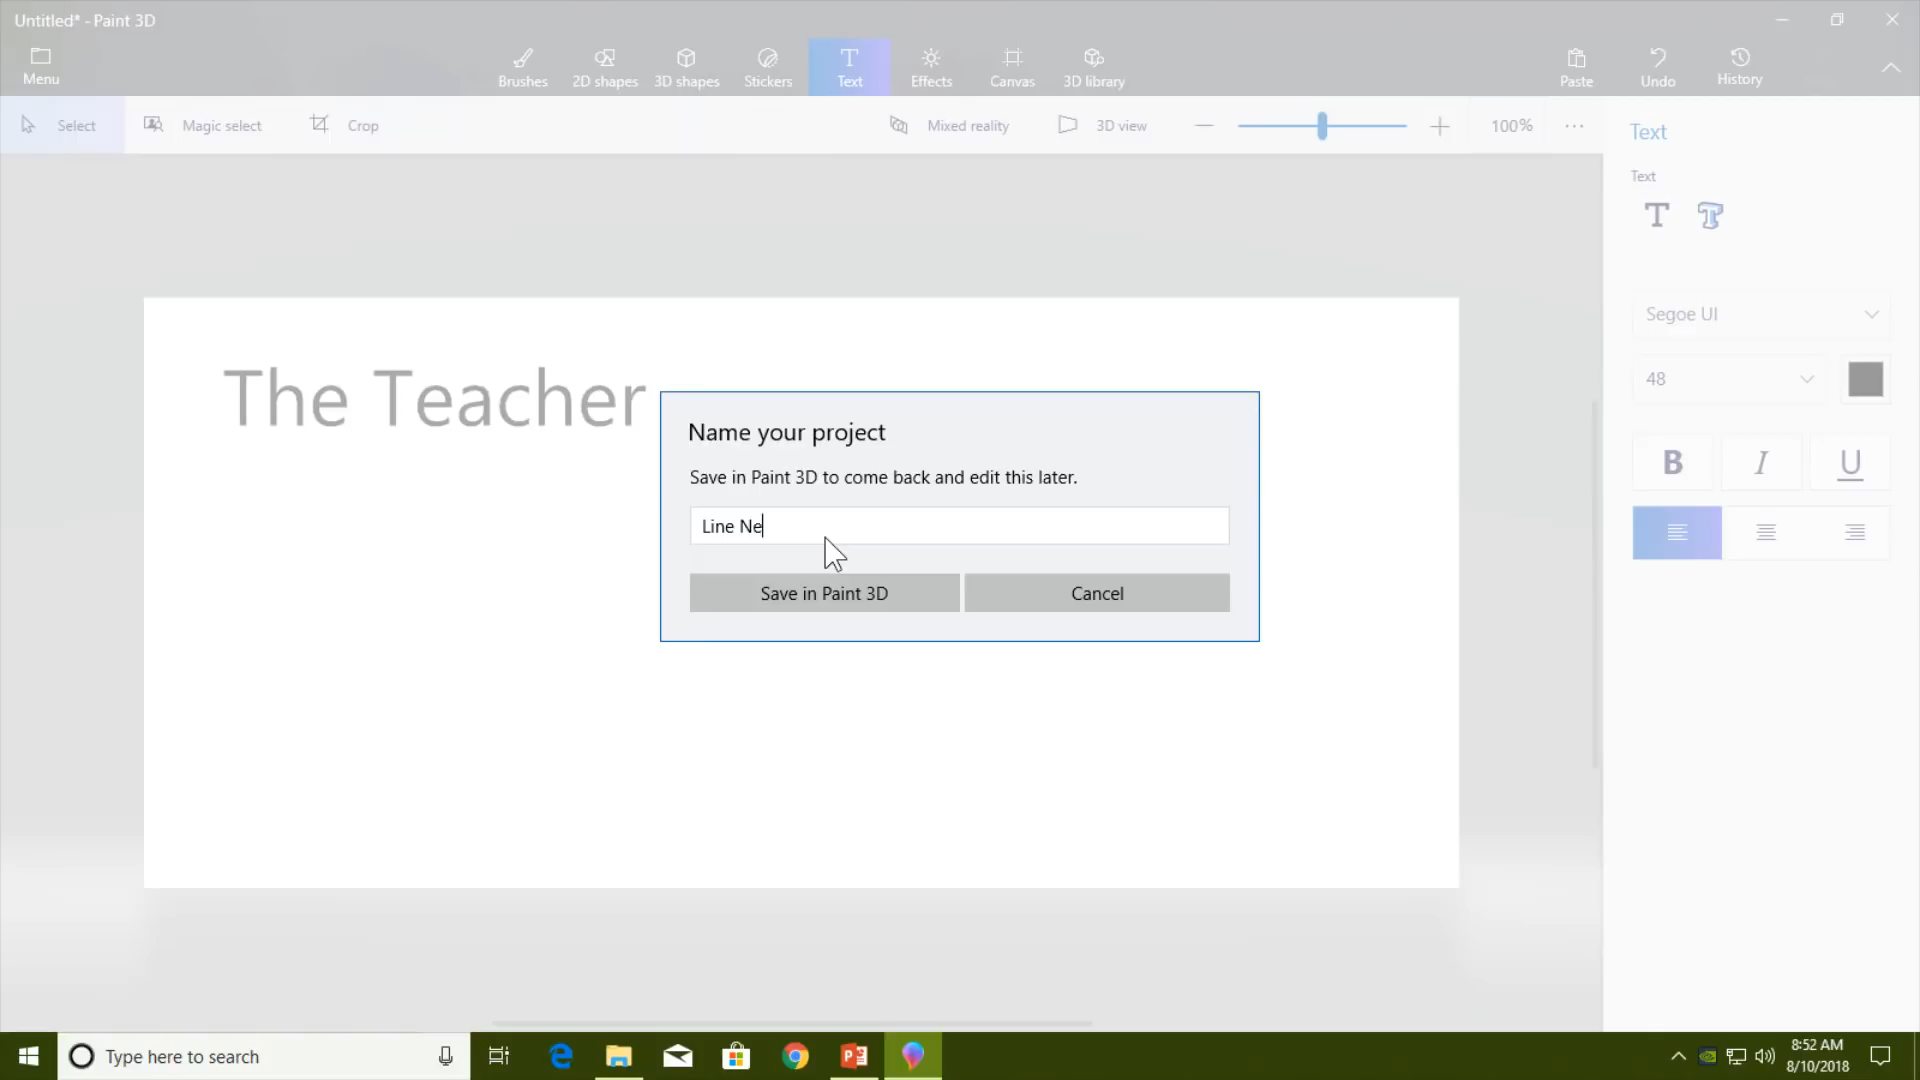 Untitled* - Paint 3D
Menu
Brushes
2D shapes
3D shapes
Stickers
Text
Effects
Canvas
3D library
Paste
Undo
History
Select
Magic select
Crop
Mixed reality
3D view
100%
Text
Text
Segoe UI
48
B I U
The Teacher
Name your project
Save in Paint 3D to come back and edit this later.
Line Ne
Save in Paint 3D
Cancel
Type here to search
8:52 AM
8/10/2018